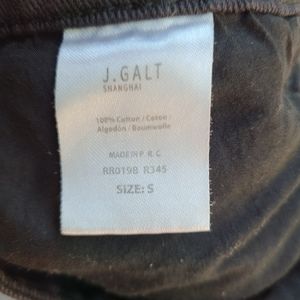 J.GALT
SHANGHAI
100% Cotton / Coton /
Algodón / Baumwolle
MADE IN P. R. C.
RR0198 R345
SIZE: S